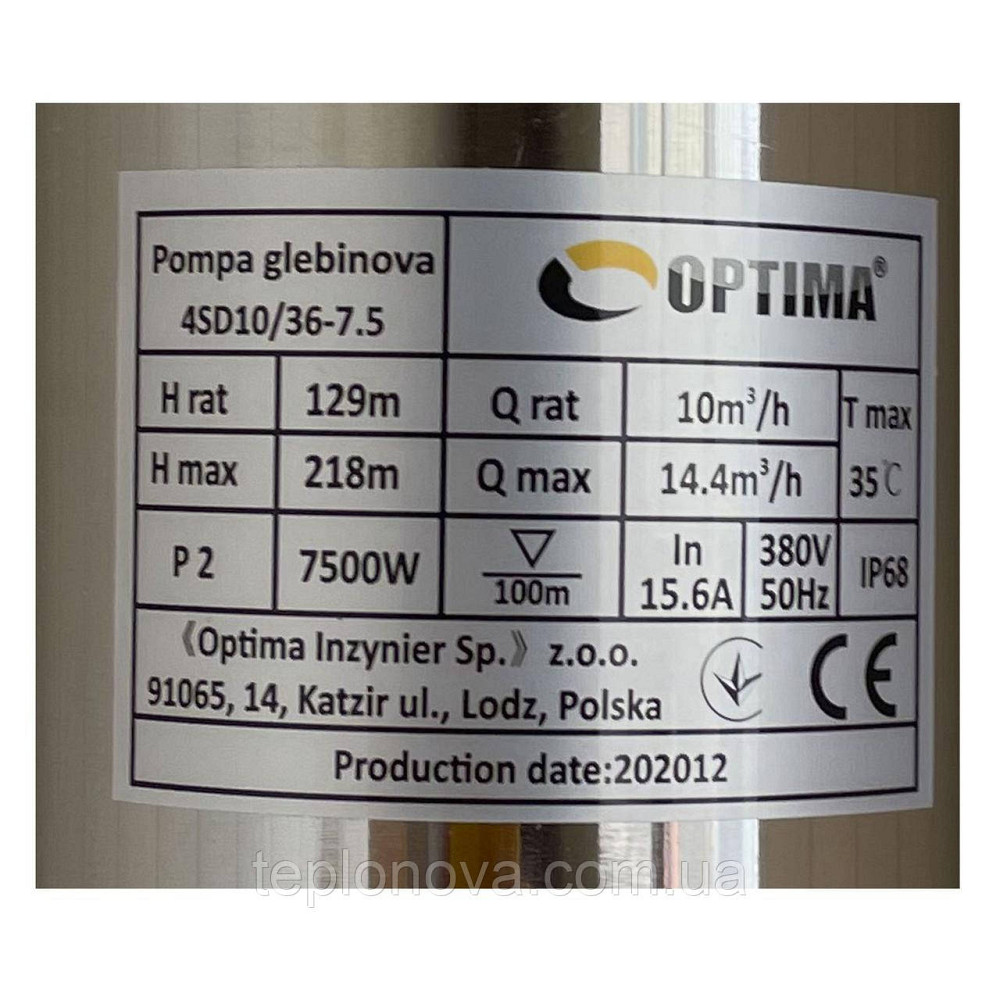 Pompa glebinova
4SD10/36-7.5
OPTIMA®
H rat 129m Q rat 10m³/h T max
H max 218m Q max 14.4m³/h 35℃
P 2 7500W 100m In 15.6A 380V 50Hz IP68
《Optima Inzynier Sp.》 z.o.o.
91065, 14, Katzir ul., Lodz, Polska
CE
Production date:202012
teplonova.com.ua